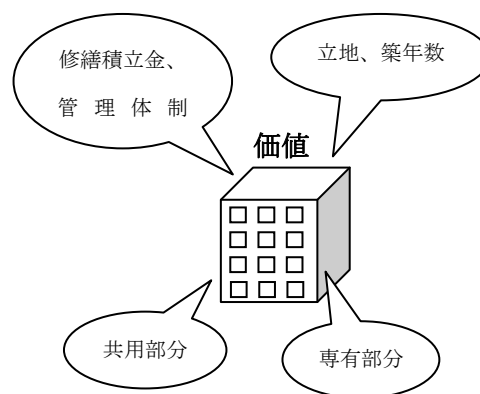 修繕積立金、
管理体制
立地、築年数
価値
共用部分
専有部分